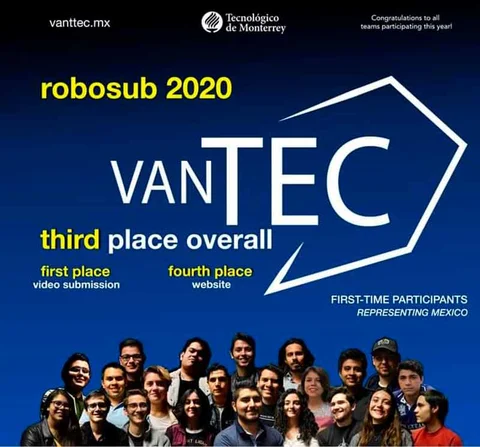 vanttec.mx
Tecnológico
de Monterrey
Congratulations to all
teams participating this year!
robosub 2020
VANTEC
third place overall
first place
video submission
fourth place
website
FIRST-TIME PARTICIPANTS
REPRESENTING MEXICO